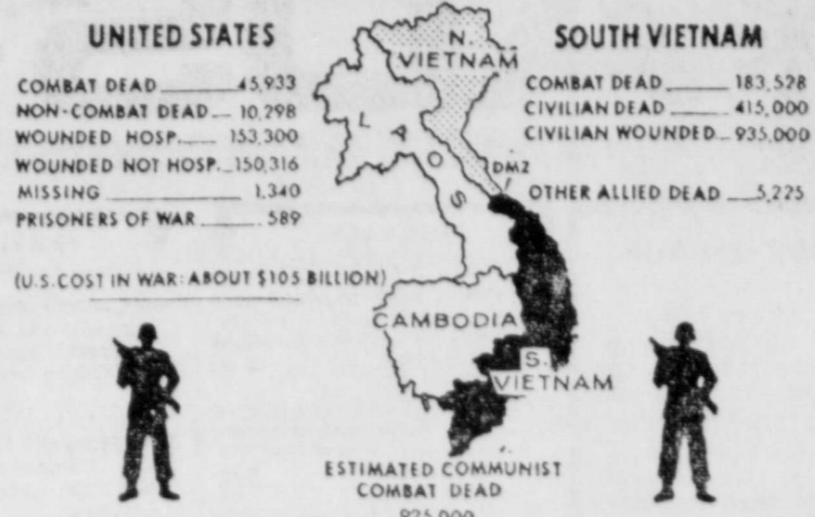 UNITED STATES
COMBAT DEAD 45,933
NON-COMBAT DEAD 10,298
WOUNDED HOSP. 153,300
WOUNDED NOT HOSP. 150,316
MISSING 1,340
PRISONERS OF WAR 589
(U.S. COST IN WAR: ABOUT $105 BILLION)
N. VIETNAM
LAOS
DMZ
CAMBODIA
S. VIETNAM
SOUTH VIETNAM
COMBAT DEAD 183,528
CIVILIAN DEAD 415,000
CIVILIAN WOUNDED 935,000
OTHER ALLIED DEAD 5,225
ESTIMATED COMMUNIST
COMBAT DEAD